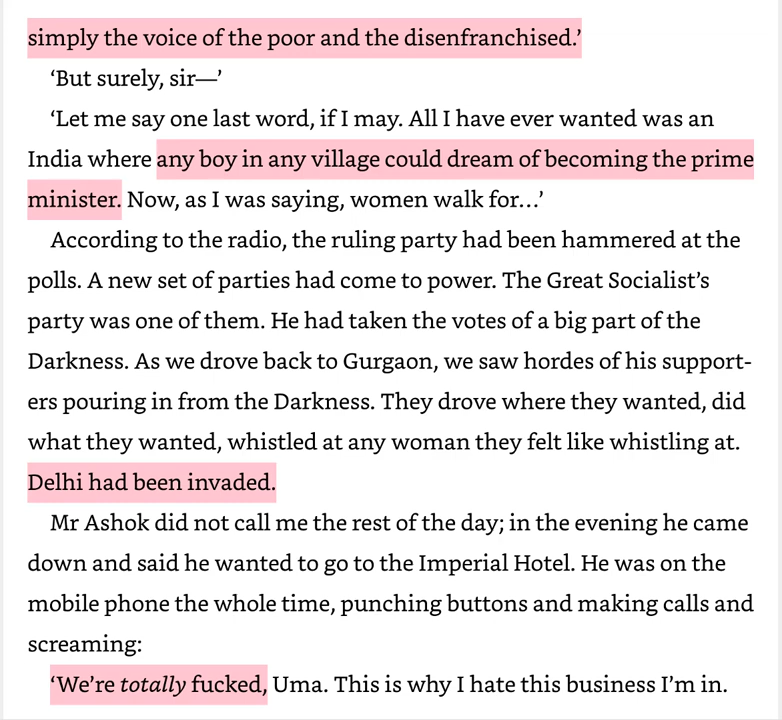 simply the voice of the poor and the disenfranchised.’
‘But surely, sir—’
‘Let me say one last word, if I may. All I have ever wanted was an
India where any boy in any village could dream of becoming the prime
minister. Now, as I was saying, women walk for…’
According to the radio, the ruling party had been hammered at the
polls. A new set of parties had come to power. The Great Socialist’s
party was one of them. He had taken the votes of a big part of the
Darkness. As we drove back to Gurgaon, we saw hordes of his support-
ers pouring in from the Darkness. They drove where they wanted, did
what they wanted, whistled at any woman they felt like whistling at.
Delhi had been invaded.
Mr Ashok did not call me the rest of the day; in the evening he came
down and said he wanted to go to the Imperial Hotel. He was on the
mobile phone the whole time, punching buttons and making calls and
screaming:
‘We’re totally fucked, Uma. This is why I hate this business I’m in.